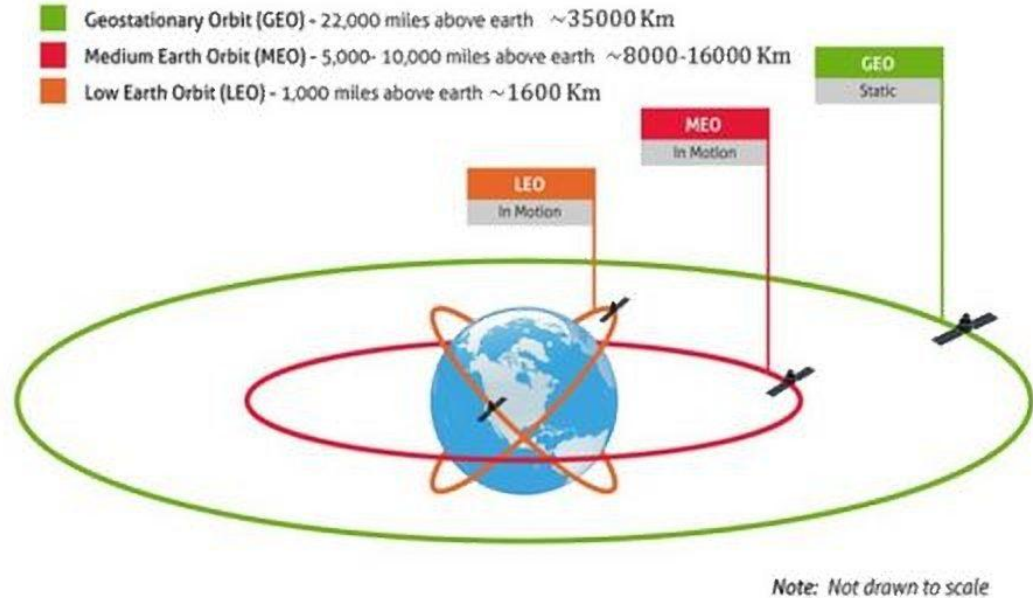 Geostationary Orbit (GEO) - 22,000 miles above earth ~35000 Km
Medium Earth Orbit (MEO) - 5,000- 10,000 miles above earth ~8000-16000 Km
Low Earth Orbit (LEO) - 1,000 miles above earth ~1600 Km
GEO
Static
MEO
In Motion
LEO
In Motion
Note: Not drawn to scale